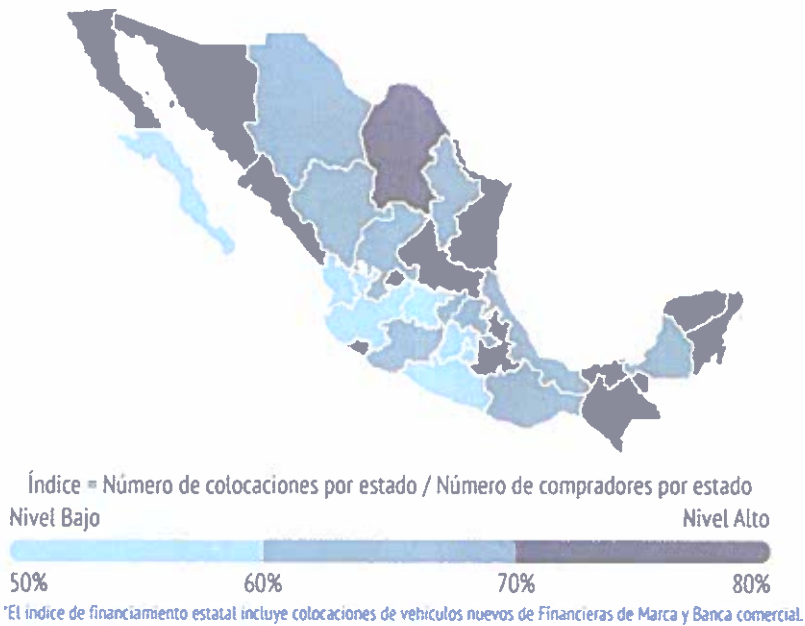 Índice = Número de colocaciones por estado / Número de compradores por estado
Nivel Bajo Nivel Alto
50% 60% 70% 80%
*El índice de financiamiento estatal incluye colocaciones de vehículos nuevos de Financieras de Marca y Banca comercial.